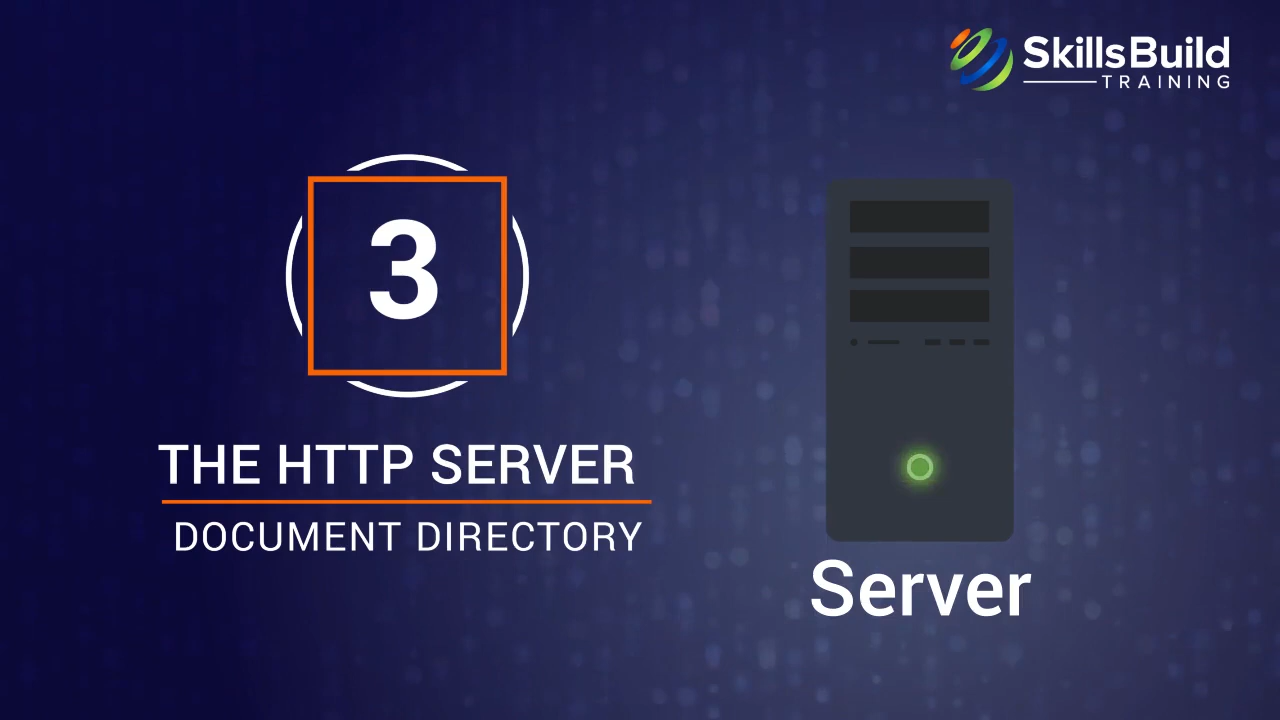 SkillsBuild
TRAINING
3
THE HTTP SERVER
DOCUMENT DIRECTORY
Server